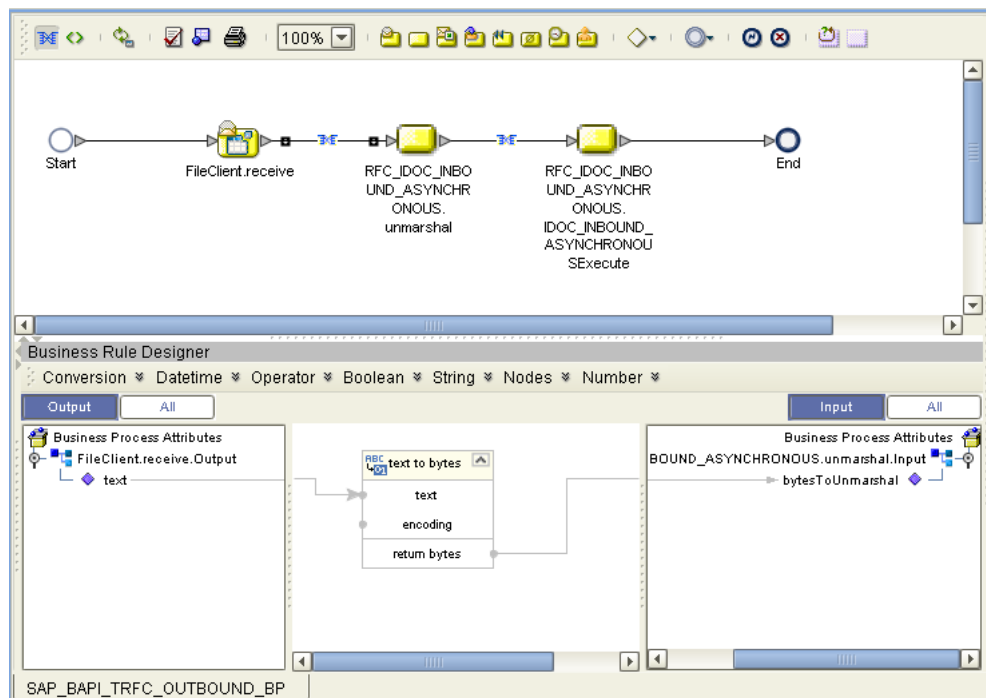 100%
Start
FileClient.receive
RFC_IDOC_INBO
UND_ASYNCHR
ONOUS.
unmarshal
RFC_IDOC_INBO
UND_ASYNCHR
ONOUS.
IDOC_INBOUND_
ASYNCHRONOU
SExecute
End
Business Rule Designer
Conversion Datetime Operator Boolean String Nodes Number
Output All Input All
Business Process Attributes
FileClient.receive.Output
text
ABC
01
text to bytes
text
encoding
return bytes
Business Process Attributes
BOUND_ASYNCHRONOUS.unmarshal.Input
bytesToUnmarshal
SAP_BAPI_TRFC_OUTBOUND_BP